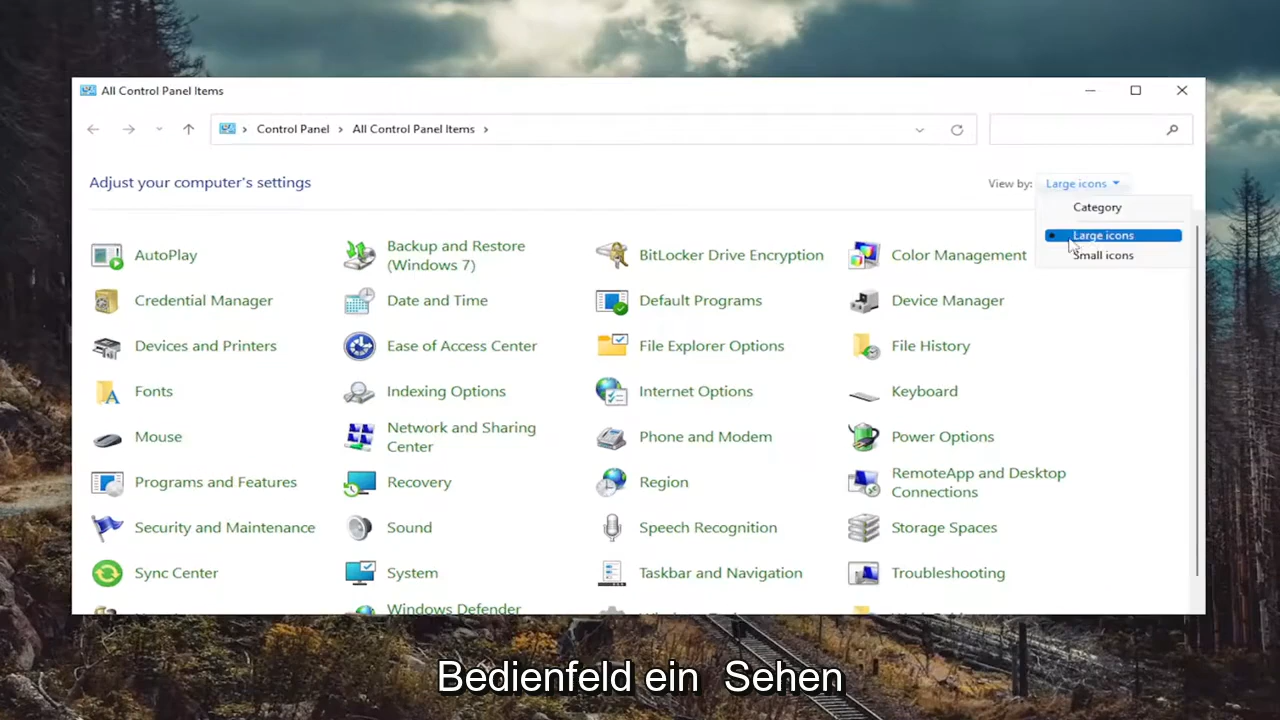 All Control Panel Items
Control Panel > All Control Panel Items >
Adjust your computer's settings
View by: Large icons
Category
Large icons
Small icons
AutoPlay
Backup and Restore
(Windows 7)
BitLocker Drive Encryption
Color Management
Credential Manager
Date and Time
Default Programs
Device Manager
Devices and Printers
Ease of Access Center
File Explorer Options
File History
Fonts
Indexing Options
Internet Options
Keyboard
Mouse
Network and Sharing
Center
Phone and Modem
Power Options
Programs and Features
Recovery
Region
RemoteApp and Desktop
Connections
Security and Maintenance
Sound
Speech Recognition
Storage Spaces
Sync Center
System
Taskbar and Navigation
Troubleshooting
Windows Defender
Bedienfeld ein Sehen